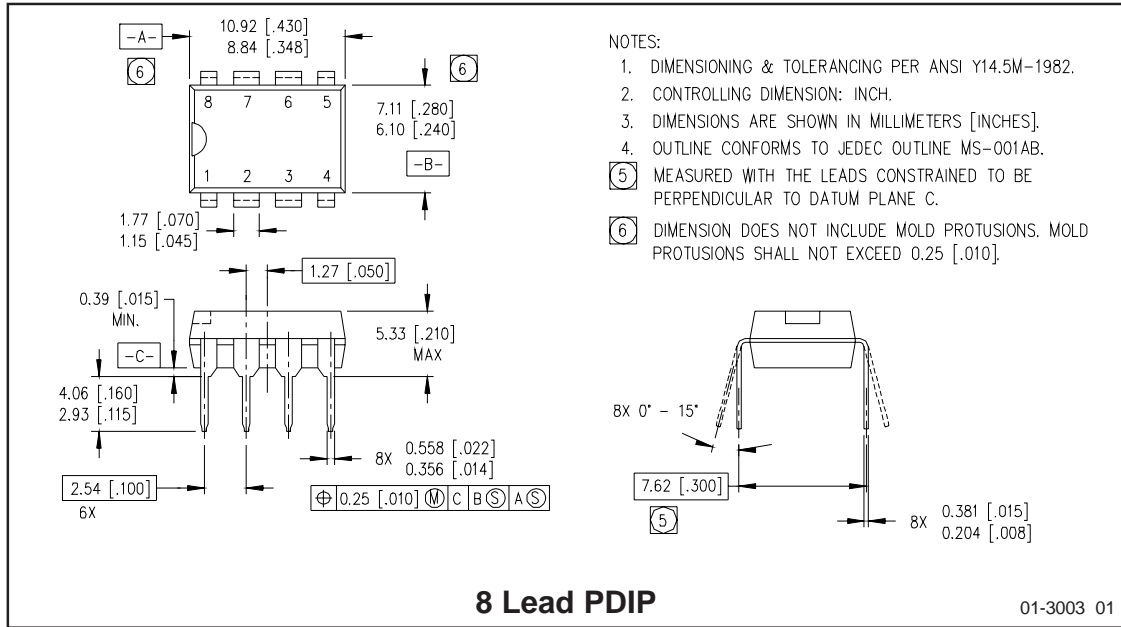 -A-
10.92 [.430]
8.84 [.348]
6
6
8 7 6 5
1 2 3 4
7.11 [.280]
6.10 [.240]
-B-
1.77 [.070]
1.15 [.045]
1.27 [.050]
0.39 [.015]
MIN.
-C-
5.33 [.210]
MAX
4.06 [.160]
2.93 [.115]
8X 0.558 [.022]
0.356 [.014]
2.54 [.100]
6X
⌖ 0.25 [.010] Ⓜ C B Ⓢ A Ⓢ
NOTES:
1. DIMENSIONING & TOLERANCING PER ANSI Y14.5M-1982.
2. CONTROLLING DIMENSION: INCH.
3. DIMENSIONS ARE SHOWN IN MILLIMETERS [INCHES].
4. OUTLINE CONFORMS TO JEDEC OUTLINE MS-001AB.
5 MEASURED WITH THE LEADS CONSTRAINED TO BE
PERPENDICULAR TO DATUM PLANE C.
6 DIMENSION DOES NOT INCLUDE MOLD PROTUSIONS. MOLD
PROTUSIONS SHALL NOT EXCEED 0.25 [.010].
8X 0° - 15°
7.62 [.300]
5
8X 0.381 [.015]
0.204 [.008]
8 Lead PDIP
01-3003 01